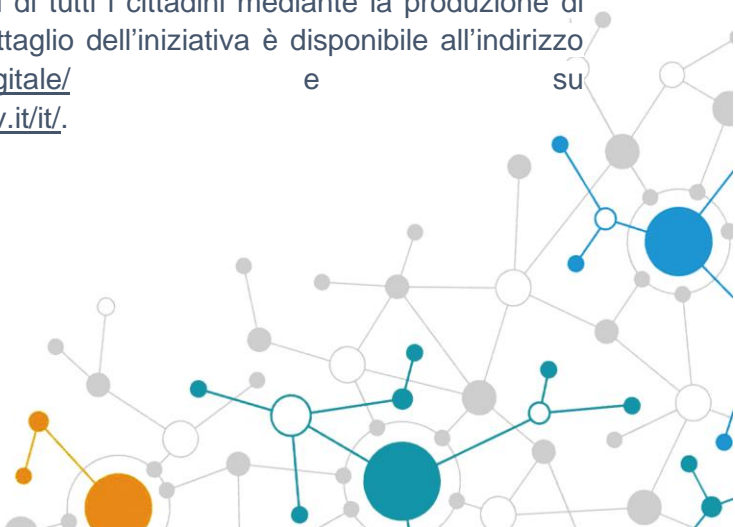 di tutti i cittadini mediante la produzione di
ttaglio dell’iniziativa è disponibile all’indirizzo
gitale/ e su
v.it/it/.